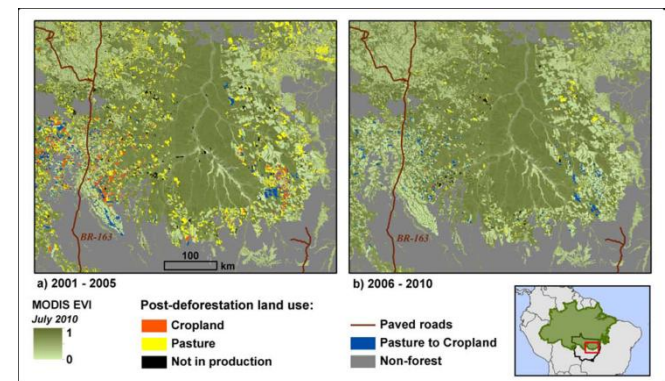 BR-163
BR-163
100
km
a) 2001 - 2005
b) 2006 - 2010
MODIS EVI
July 2010
1
0
Post-deforestation land use:
Cropland
Pasture
Not in production
Paved roads
Pasture to Cropland
Non-forest